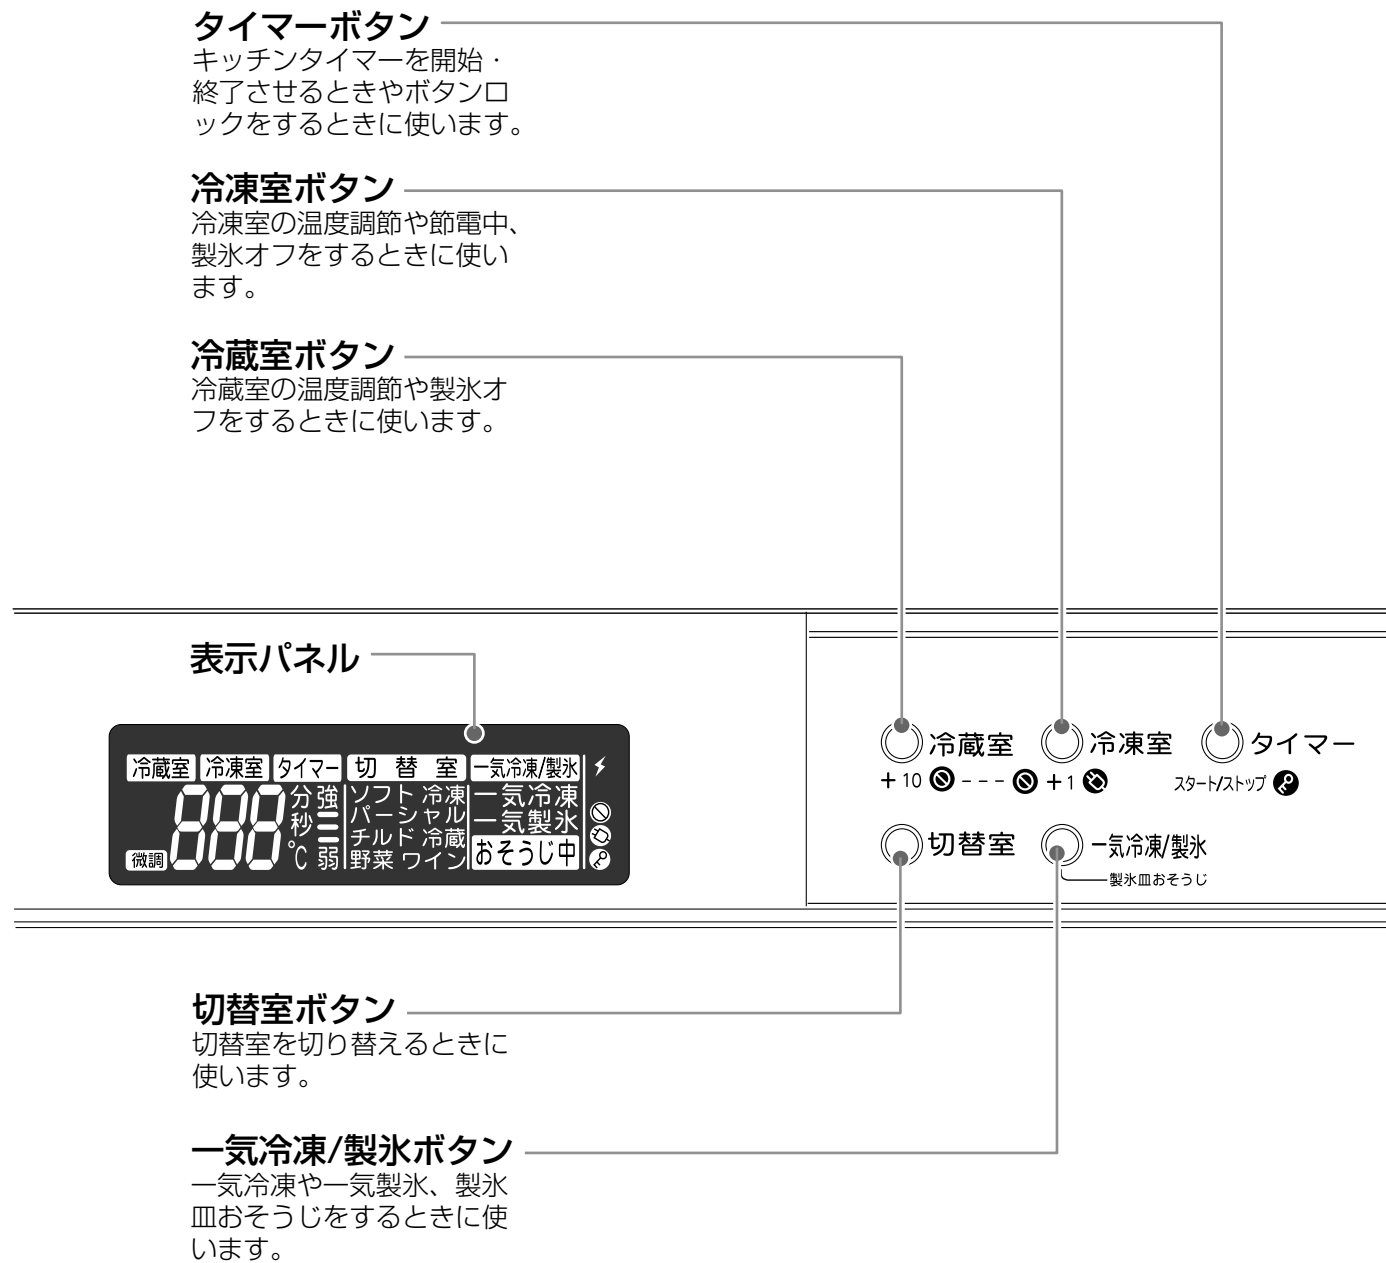 タイマーボタン
キッチンタイマーを開始・
終了させるときやボタンロ
ックをするときに使います。
冷凍室ボタン
冷凍室の温度調節や節電中、
製氷オフをするときに使い
ます。
冷蔵室ボタン
冷蔵室の温度調節や製氷オ
フをするときに使います。
表示パネル
冷蔵室 冷凍室 タイマー 切替室 一気冷凍/製氷
888 分 強 ソフト冷凍 一気冷凍
秒 パーシャル 一気製氷
チルド 冷蔵
微調 ℃ 弱 野菜 ワイン おそうじ中
冷蔵室 冷凍室 タイマー
+10 --- +1 スタート/ストップ
切替室 一気冷凍/製氷
製氷皿おそうじ
切替室ボタン
切替室を切り替えるときに
使います。
一気冷凍/製氷ボタン
一気冷凍や一気製氷、製氷
皿おそうじをするときに使
います。